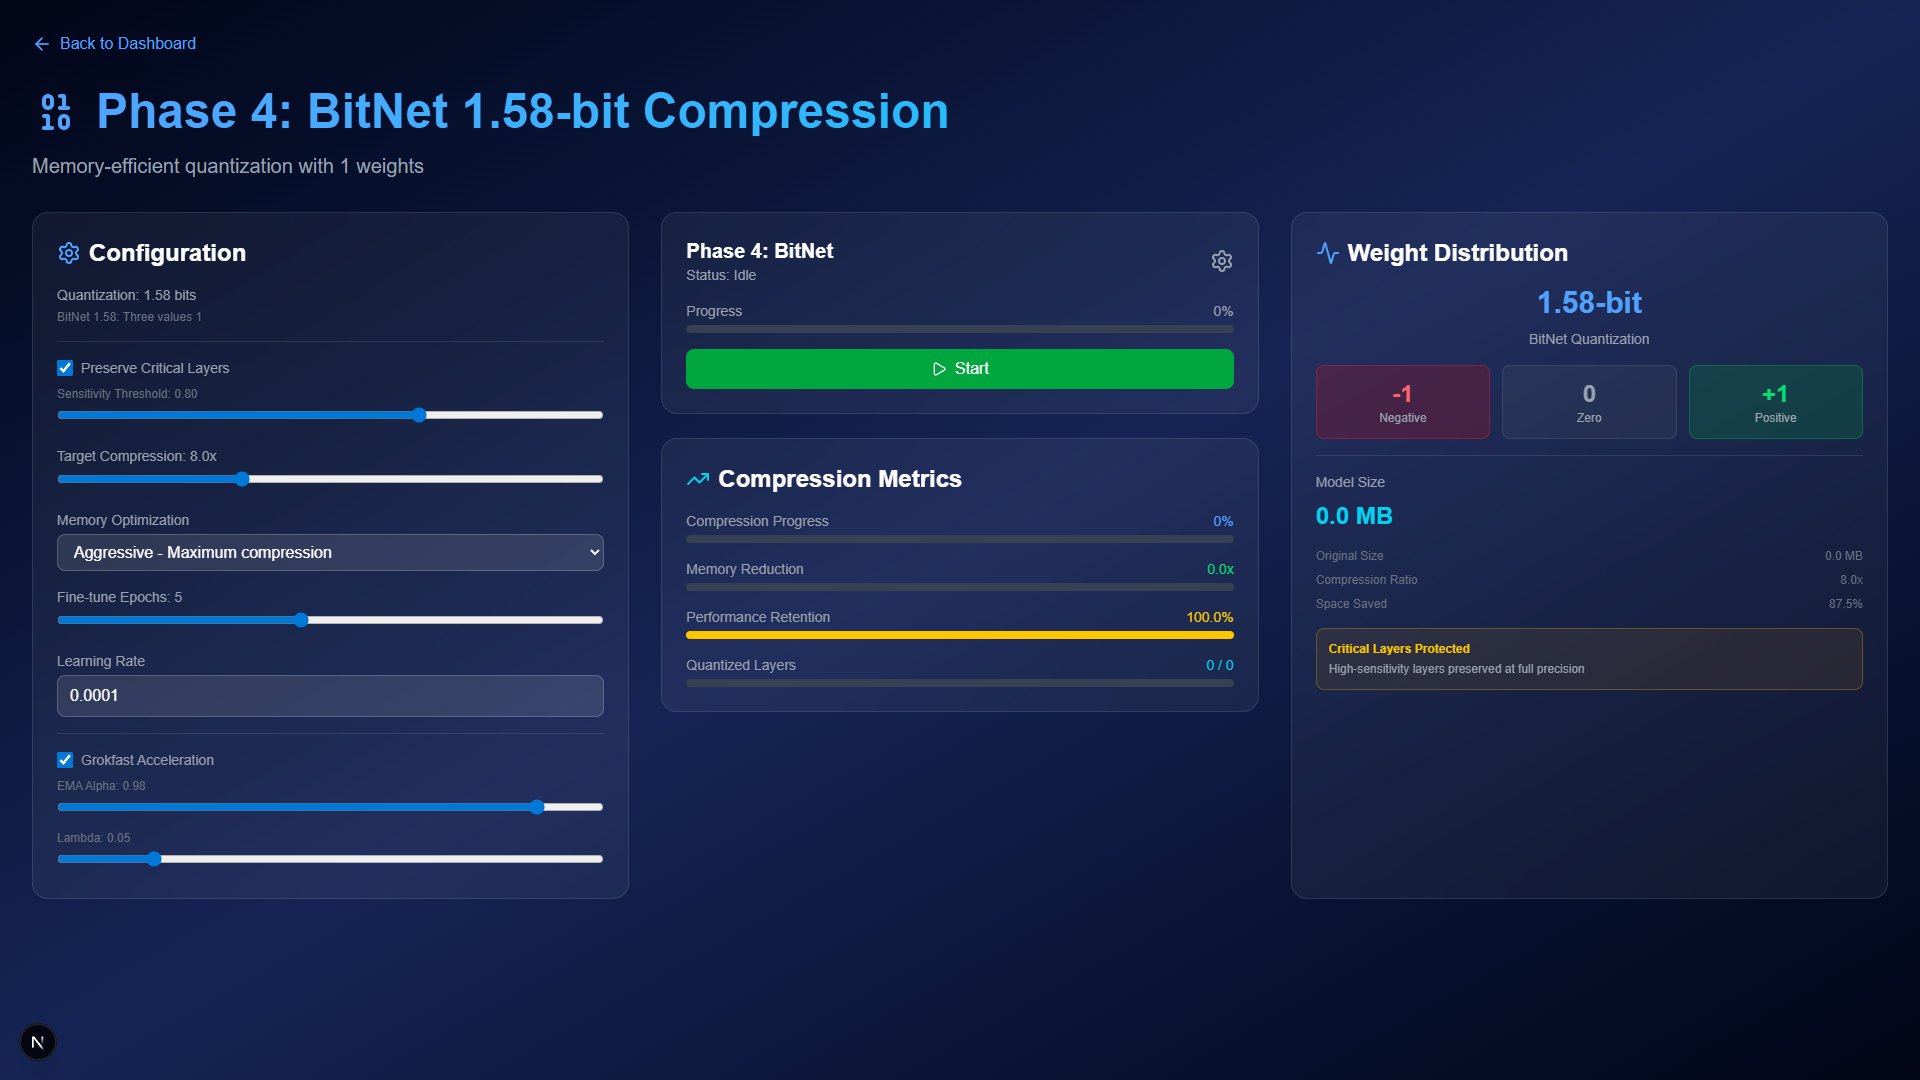 Back to Dashboard
01
10
Phase 4: BitNet 1.58-bit Compression
Memory-efficient quantization with 1 weights
Configuration
Quantization: 1.58 bits
BitNet 1.58: Three values 1
Preserve Critical Layers
Sensitivity Threshold: 0.80
Target Compression: 8.0x
Memory Optimization
Aggressive - Maximum compression
Fine-tune Epochs: 5
Learning Rate
0.0001
Grokfast Acceleration
EMA Alpha: 0.98
Lambda: 0.05
Phase 4: BitNet
Status: Idle
Progress 0%
Start
Compression Metrics
Compression Progress 0%
Memory Reduction 0.0x
Performance Retention 100.0%
Quantized Layers 0 / 0
Weight Distribution
1.58-bit
BitNet Quantization
-1 0 +1
Negative Zero Positive
Model Size
0.0 MB
Original Size 0.0 MB
Compression Ratio 8.0x
Space Saved 87.5%
Critical Layers Protected
High-sensitivity layers preserved at full precision
N